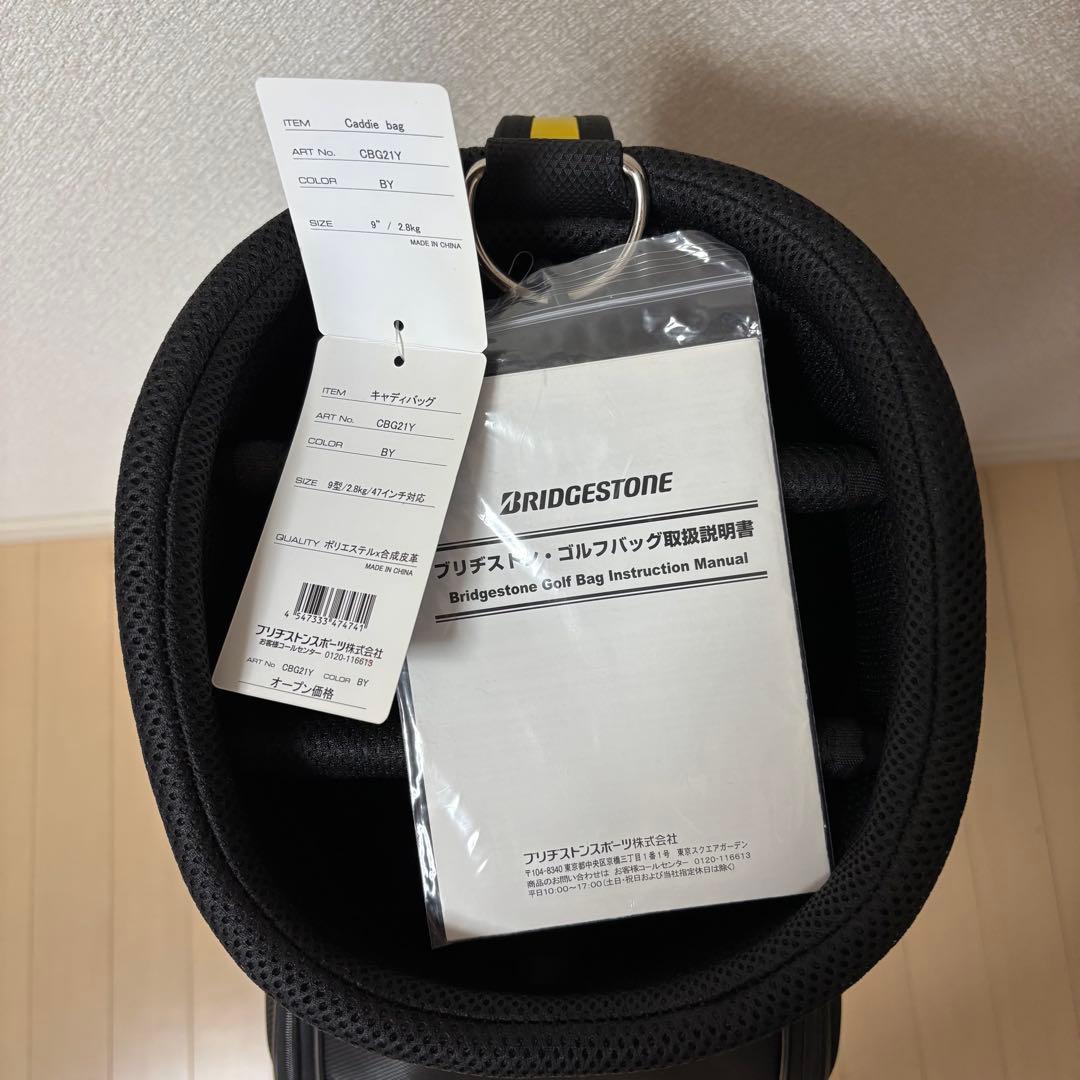 ITEM Caddie bag
ART No. CBG21Y
COLOR BY
SIZE 9" / 2.8kg
MADE IN CHINA
ITEM キャディバッグ
ART No. CBG21Y
COLOR BY
SIZE 9型/2.8kg/47インチ対応
QUALITY ポリエステルx合成皮革
MADE IN CHINA
4 547333 474741
ブリヂストンスポーツ株式会社
お客様コールセンター 0120-116613
ART No CBG21Y COLOR BY
オープン価格
BRIDGESTONE
ブリヂストン・ゴルフバッグ取扱説明書
Bridgestone Golf Bag Instruction Manual
ブリヂストンスポーツ株式会社
〒104-8340 東京都中央区京橋三丁目1番1号 東京スクエアガーデン
商品のお問い合わせは お客様コールセンター 0120-116613
平日10:00〜17:00(土・日・祝日および当社指定休日は除く)